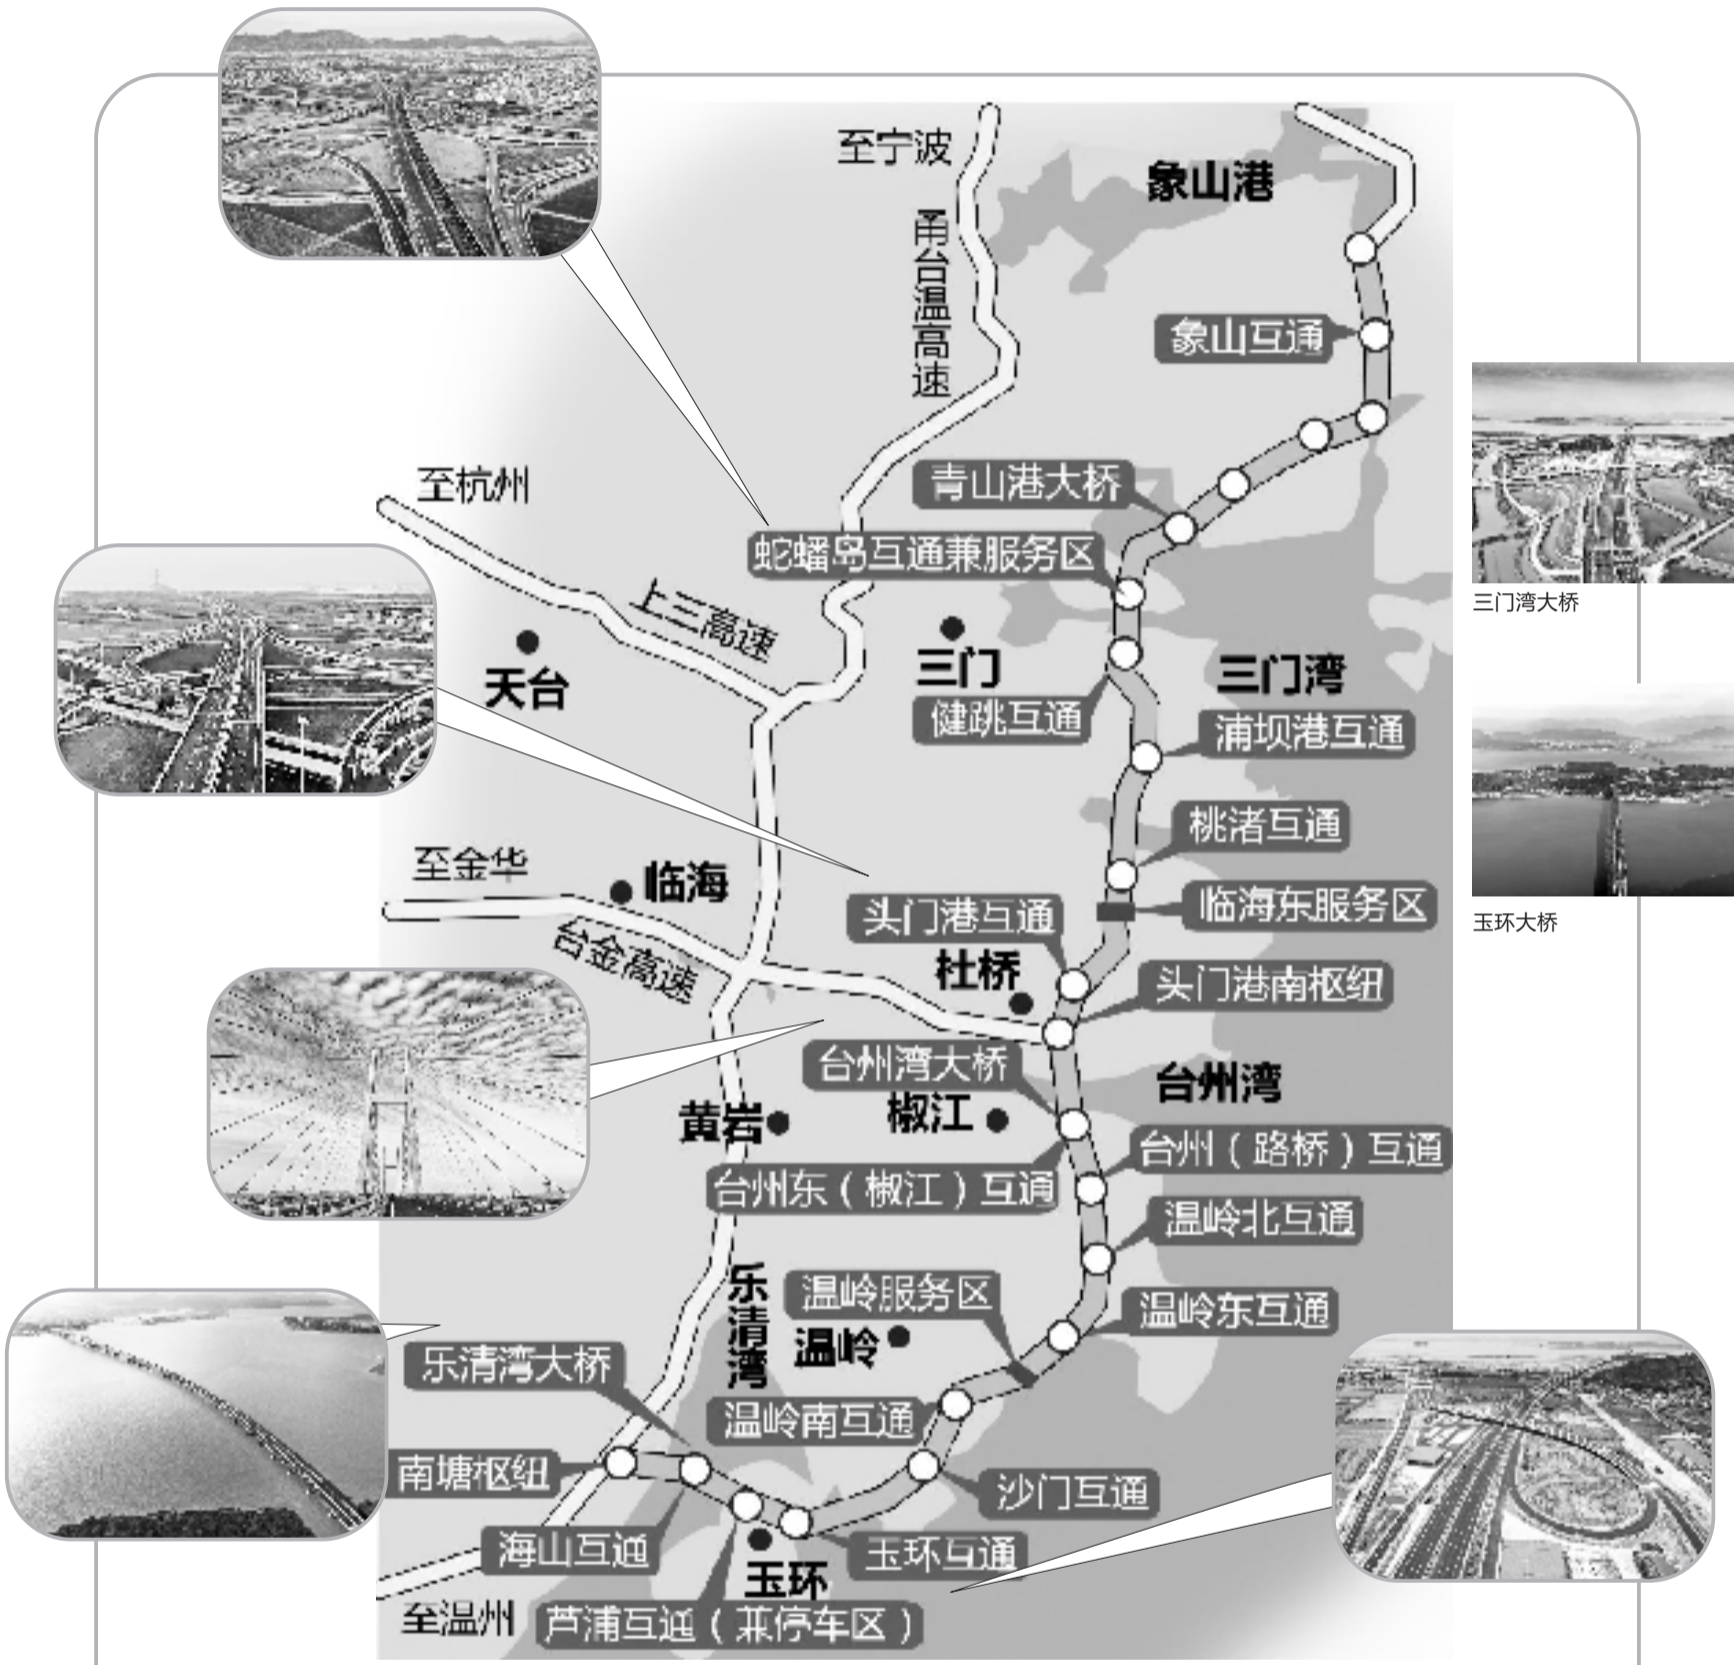 至宁波
象山港
甬台温高速
象山互通
至杭州
青山港大桥
蛇蟠岛互通兼服务区
上三高速
三门湾大桥
天台
三门
三门湾
健跳互通
浦坝港互通
桃渚互通
至金华
临海
临海东服务区
头门港互通
玉环大桥
台金高速
杜桥
头门港南枢纽
台州湾大桥
台州湾
黄岩
椒江
台州（路桥）互通
台州东（椒江）互通
温岭北互通
乐清湾
温岭服务区
温岭东互通
温岭
乐清湾大桥
温岭南互通
南塘枢纽
沙门互通
海山互通
玉环互通
玉环
至温州
芦浦互通（兼停车区）